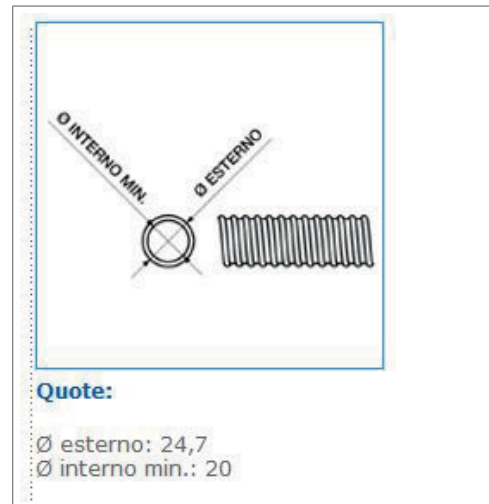 Ø INTERNO MIN.
Ø ESTERNO
Quote:
Ø esterno: 24,7
Ø interno min.: 20